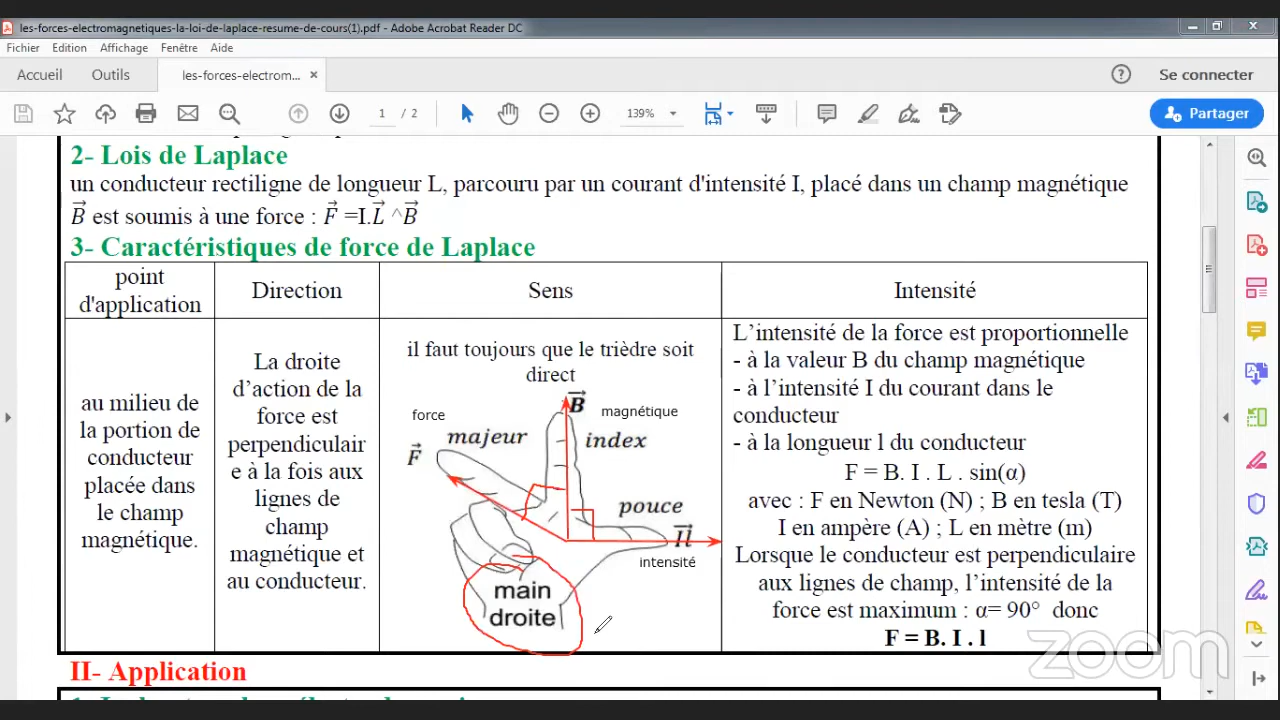 les-forces-electromagnetiques-la-loi-de-laplace-resume-de-cours(1).pdf - Adobe Acrobat Reader DC
Fichier Edition Affichage Fenêtre Aide
Accueil Outils les-forces-electrom... × Se connecter
1 / 2 139% Partager
2- Lois de Laplace
un conducteur rectiligne de longueur L, parcouru par un courant d'intensité I, placé dans un champ magnétique
B⃗ est soumis à une force : F⃗ =I.L⃗ ^B⃗
3- Caractéristiques de force de Laplace
point
d'application
Direction
Sens
Intensité
au milieu de
la portion de
conducteur
placée dans
le champ
magnétique.
La droite
d’action de la
force est
perpendiculair
e à la fois aux
lignes de
champ
magnétique et
au conducteur.
il faut toujours que le trièdre soit
direct
B⃗ magnétique
force
majeur index
F⃗
pouce
Il⃗
intensité
main
droite
L’intensité de la force est proportionnelle
- à la valeur B du champ magnétique
- à l’intensité I du courant dans le
conducteur
- à la longueur l du conducteur
F = B. I . L . sin(α)
avec : F en Newton (N) ; B en tesla (T)
I en ampère (A) ; L en mètre (m)
Lorsque le conducteur est perpendiculaire
aux lignes de champ, l’intensité de la
force est maximum : α= 90° donc
F = B. I . l
zoom
II- Application